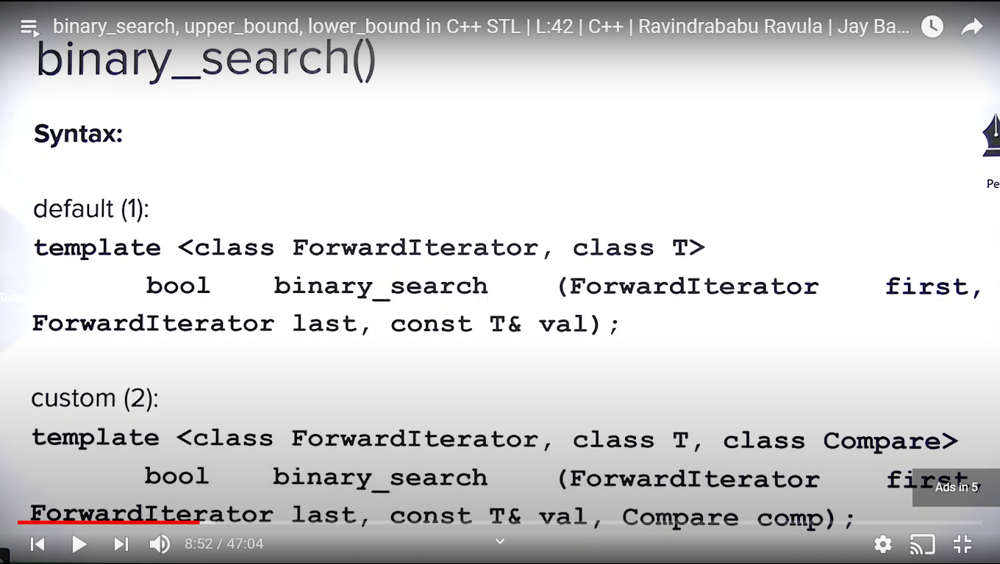 binary_search, upper_bound, lower_bound in C++ STL | L:42 | C++ | Ravindrababu Ravula | Jay Ba...
binary_search()
Syntax:
Pe
default (1):
template <class ForwardIterator, class T>
bool binary_search (ForwardIterator first,
ForwardIterator last, const T& val);
custom (2):
template <class ForwardIterator, class T, class Compare>
bool binary_search (ForwardIterator first,
Ads in 5
ForwardIterator last, const T& val, Compare comp);
8:52 / 47:04